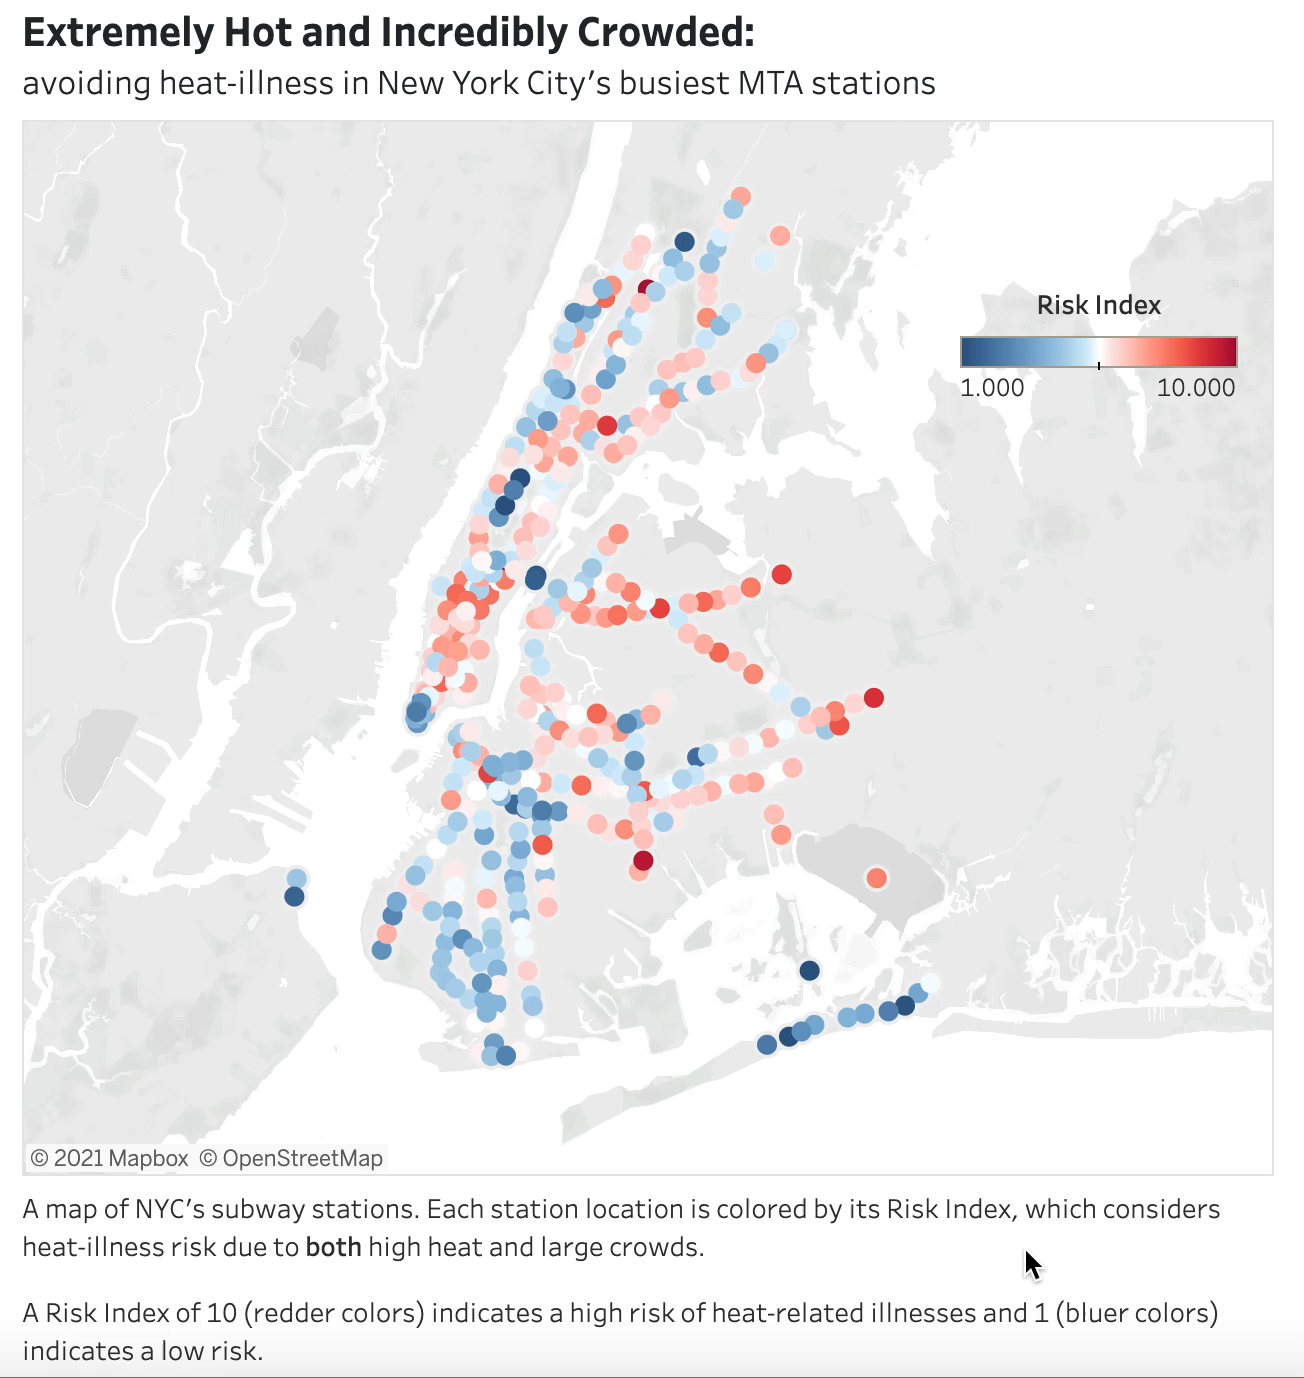 Extremely Hot and Incredibly Crowded:
avoiding heat-illness in New York City's busiest MTA stations
Risk Index
1.000 10.000
© 2021 Mapbox © OpenStreetMap
A map of NYC's subway stations. Each station location is colored by its Risk Index, which considers
heat-illness risk due to both high heat and large crowds.
A Risk Index of 10 (redder colors) indicates a high risk of heat-related illnesses and 1 (bluer colors)
indicates a low risk.